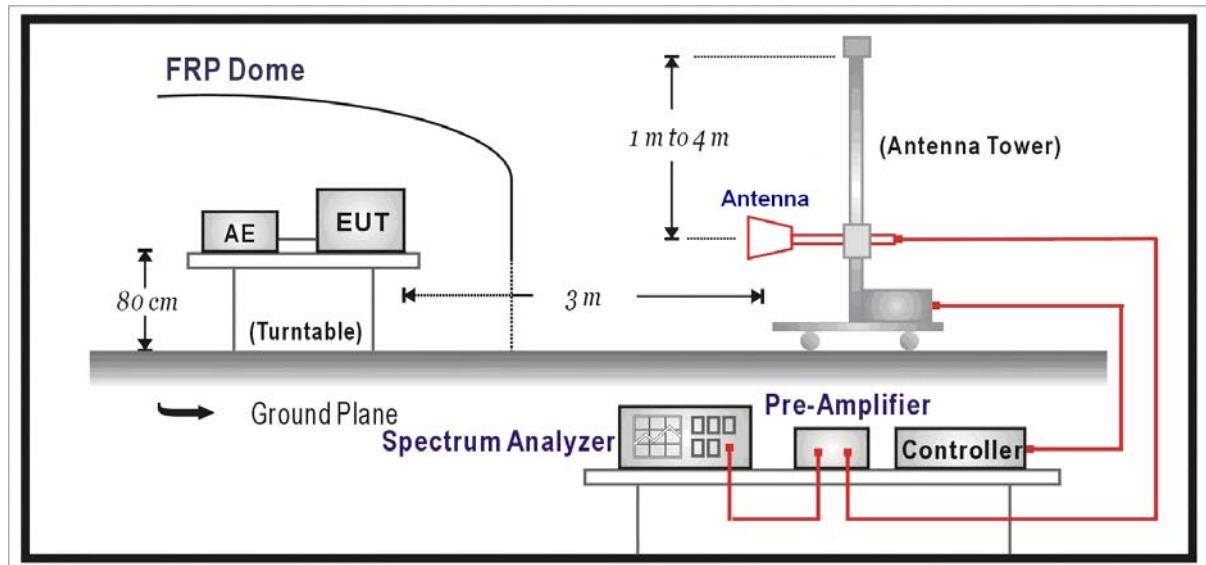 FRP Dome
1 m to 4 m
(Antenna Tower)
Antenna
AE
EUT
80 cm
3 m
(Turntable)
Ground Plane
Pre-Amplifier
Spectrum Analyzer
Controller